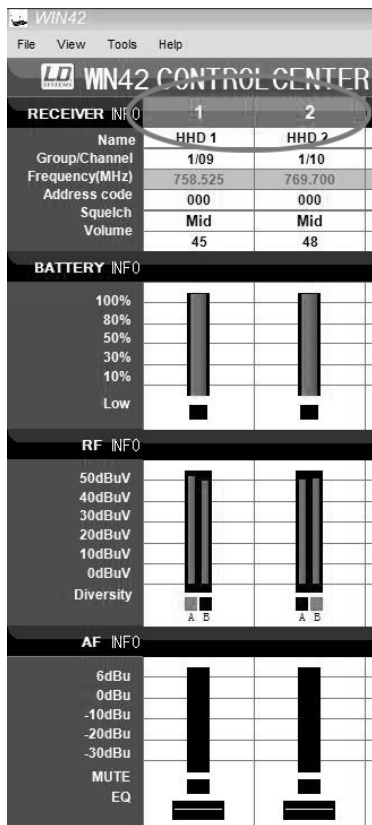 WIN42
File View Tools Help
LD SYSTEMS WIN42 CONTROL CENTER
RECEIVER INFO 1 2
Name HHD 1 HHD 2
Group/Channel 1/09 1/10
Frequency(MHz) 758.525 769.700
Address code 000 000
Squelch Mid Mid
Volume 45 48
BATTERY INFO
100%
80%
50%
30%
10%
Low
RF INFO
50dBuV
40dBuV
30dBuV
20dBuV
10dBuV
0dBuV
Diversity
A B A B
AF INFO
6dBu
0dBu
-10dBu
-20dBu
-30dBu
MUTE
EQ